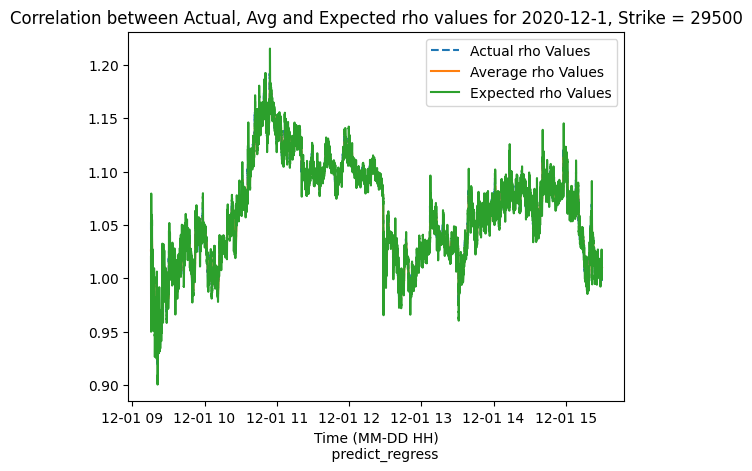 Correlation between Actual, Avg and Expected rho values for 2020-12-1, Strike = 29500
Actual rho Values
Average rho Values
Expected rho Values
1.20
1.15
1.10
1.05
1.00
0.95
0.90
12-01 09 12-01 10 12-01 11 12-01 12 12-01 13 12-01 14 12-01 15
Time (MM-DD HH)
predict_regress